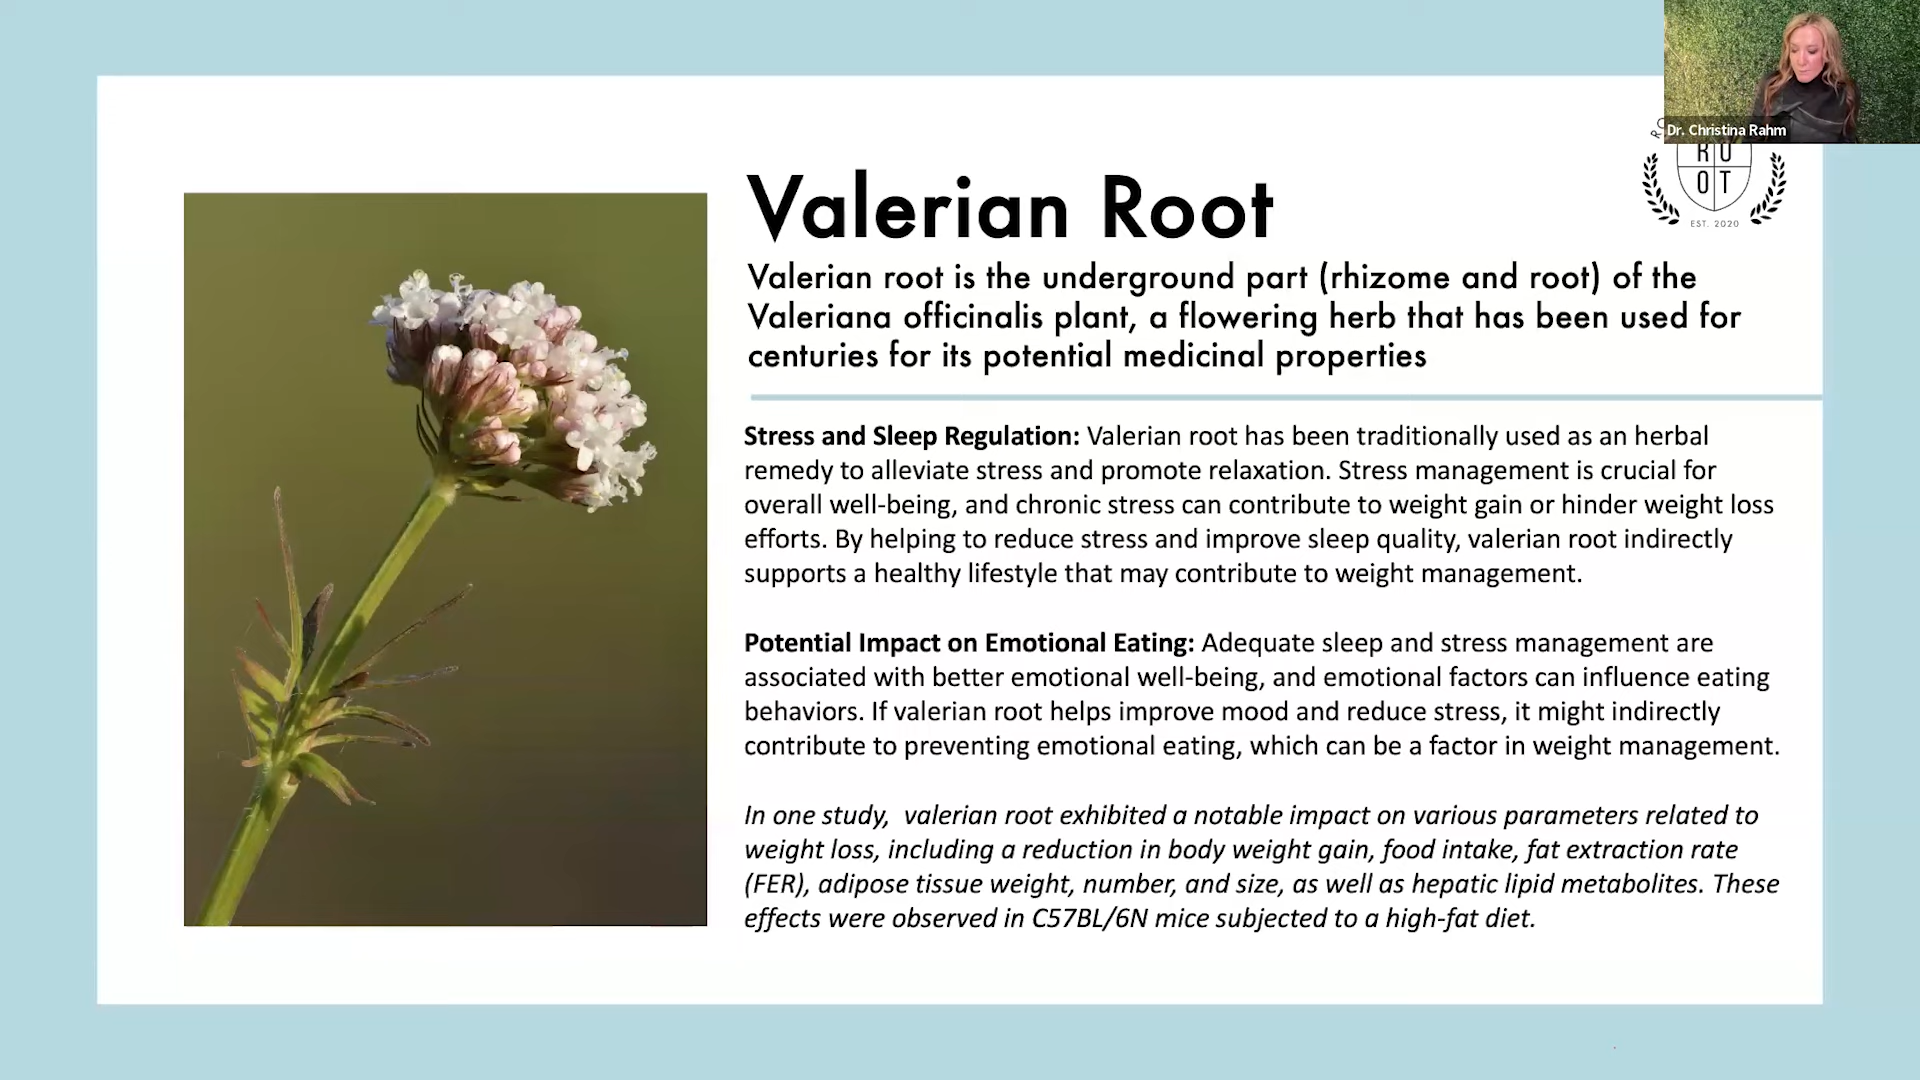 Dr. Christina Rahm
RO
R U
O T
EST. 2020
Valerian Root
Valerian root is the underground part (rhizome and root) of the
Valeriana officinalis plant, a flowering herb that has been used for
centuries for its potential medicinal properties
Stress and Sleep Regulation: Valerian root has been traditionally used as an herbal
remedy to alleviate stress and promote relaxation. Stress management is crucial for
overall well-being, and chronic stress can contribute to weight gain or hinder weight loss
efforts. By helping to reduce stress and improve sleep quality, valerian root indirectly
supports a healthy lifestyle that may contribute to weight management.
Potential Impact on Emotional Eating: Adequate sleep and stress management are
associated with better emotional well-being, and emotional factors can influence eating
behaviors. If valerian root helps improve mood and reduce stress, it might indirectly
contribute to preventing emotional eating, which can be a factor in weight management.
In one study,  valerian root exhibited a notable impact on various parameters related to
weight loss, including a reduction in body weight gain, food intake, fat extraction rate
(FER), adipose tissue weight, number, and size, as well as hepatic lipid metabolites. These
effects were observed in C57BL/6N mice subjected to a high-fat diet.